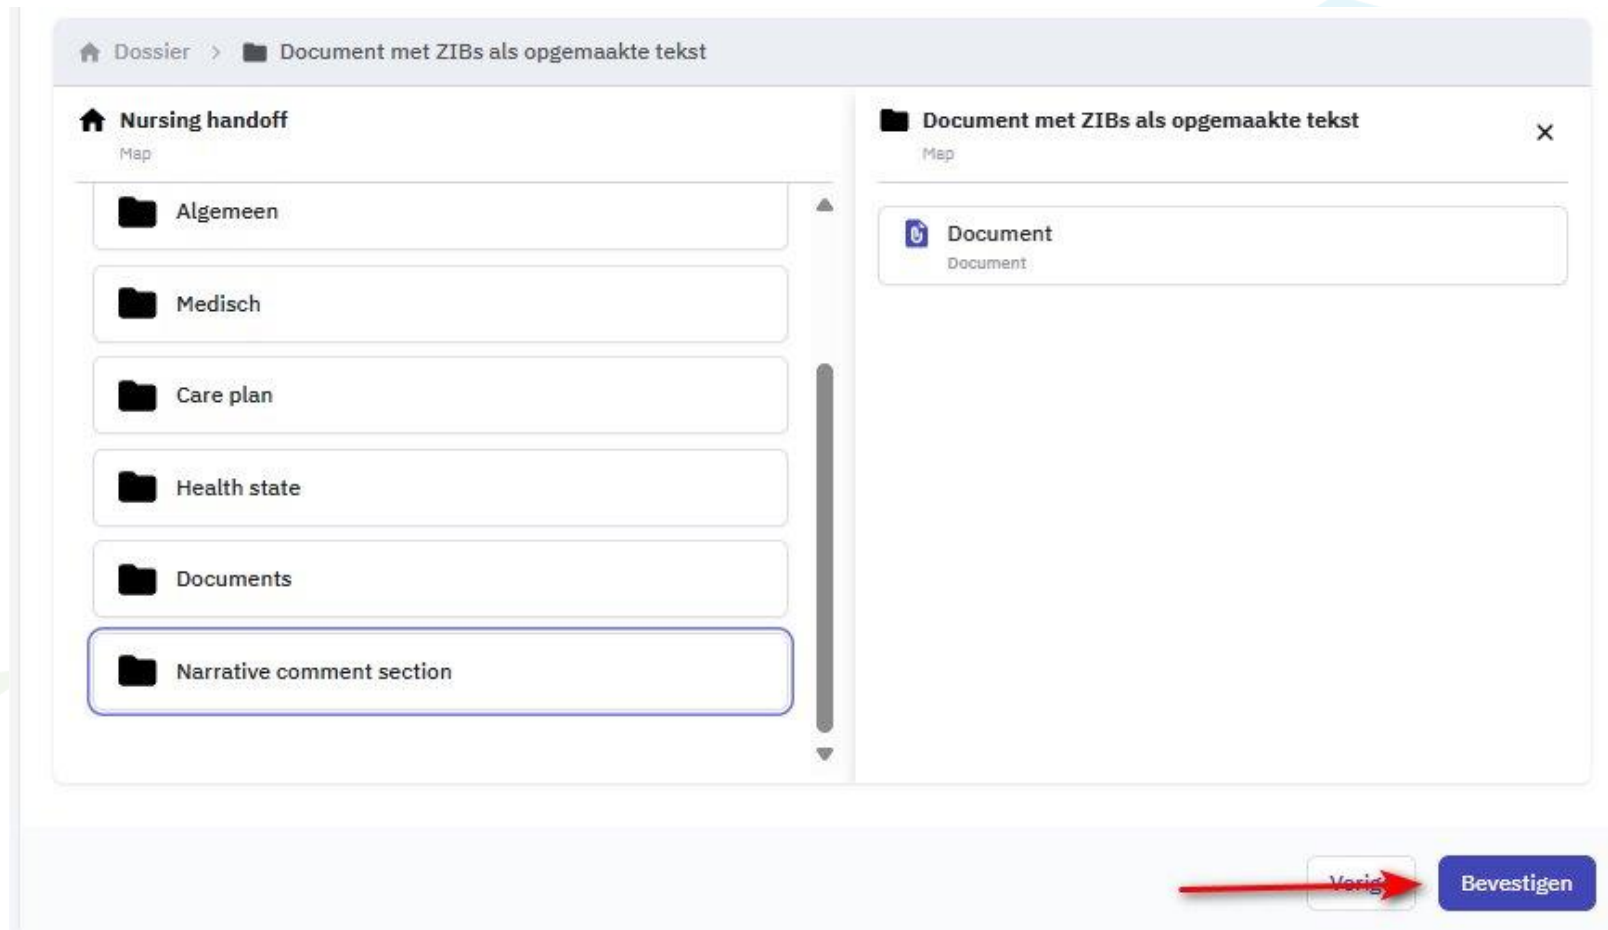 Dossier > Document met ZIBs als opgemaakte tekst
Nursing handoff
Map
Algemeen
Medisch
Care plan
Health state
Documents
Narrative comment section
Document met ZIBs als opgemaakte tekst
Map
Document
Document
Bevestigen